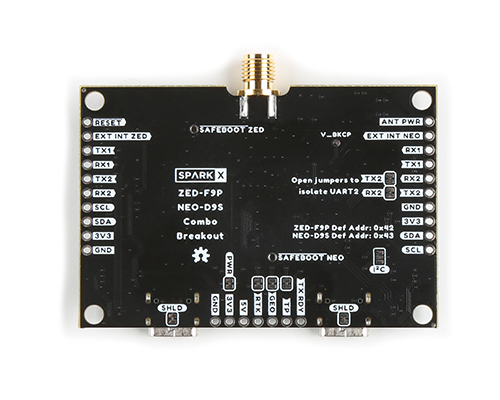 RESET
EXT INT ZED
TX1
RX1
TX2
RX2
SCL
SDA
3V3
GND
SAFEBOOT ZED
V_BKCP
SPARK X
ZED-F9P
NEO-D9S
Combo
Breakout
ANT PWR
EXT INT NEO
RX1
TX1
RX2
TX2
GND
3V3
SDA
SCL
Open jumpers to
isolate UART2
TX2
RX2
ZED-F9P Def Addr: 0x42
NEO-D9S Def Addr: 0x43
SAFEBOOT NEO
I²C
PWR
GND
3V3
5V
RTK
GEO
TP
TX RDY
SHLD
SHLD